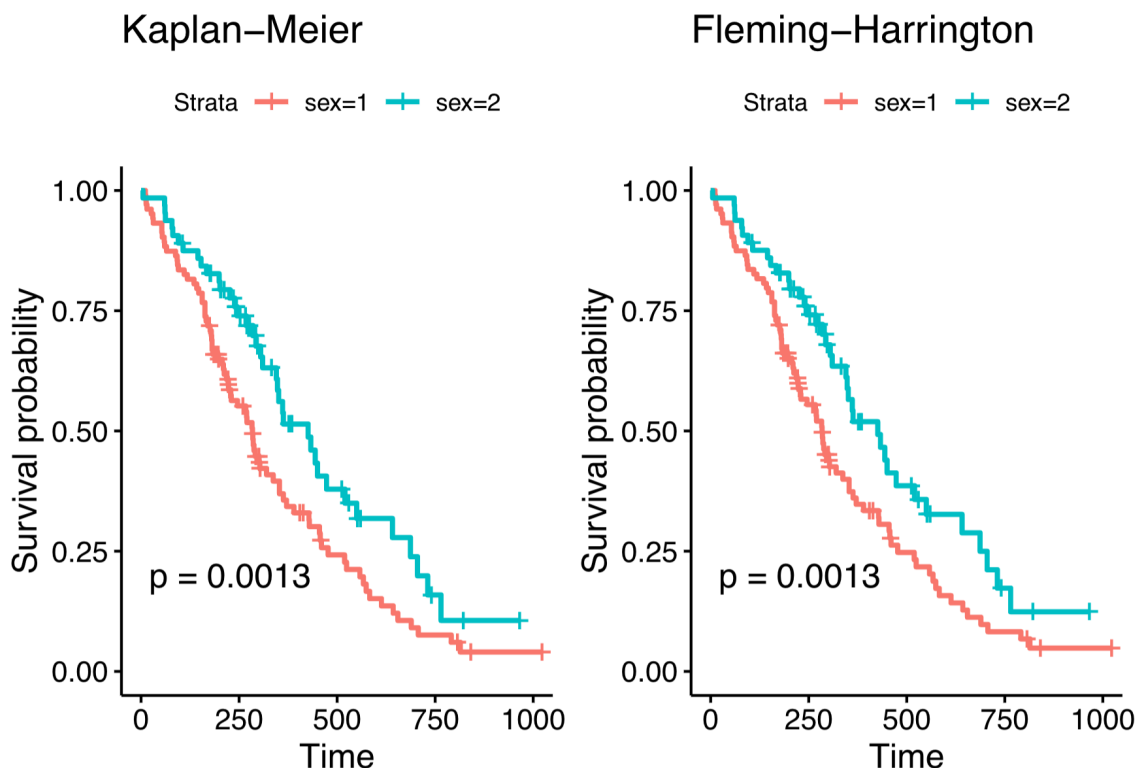 Kaplan−Meier
Strata sex=1 sex=2
Survival probability
1.00
0.75
0.50
0.25
0.00
p = 0.0013
0 250 500 750 1000
Time
Fleming−Harrington
Strata sex=1 sex=2
Survival probability
1.00
0.75
0.50
0.25
0.00
p = 0.0013
0 250 500 750 1000
Time